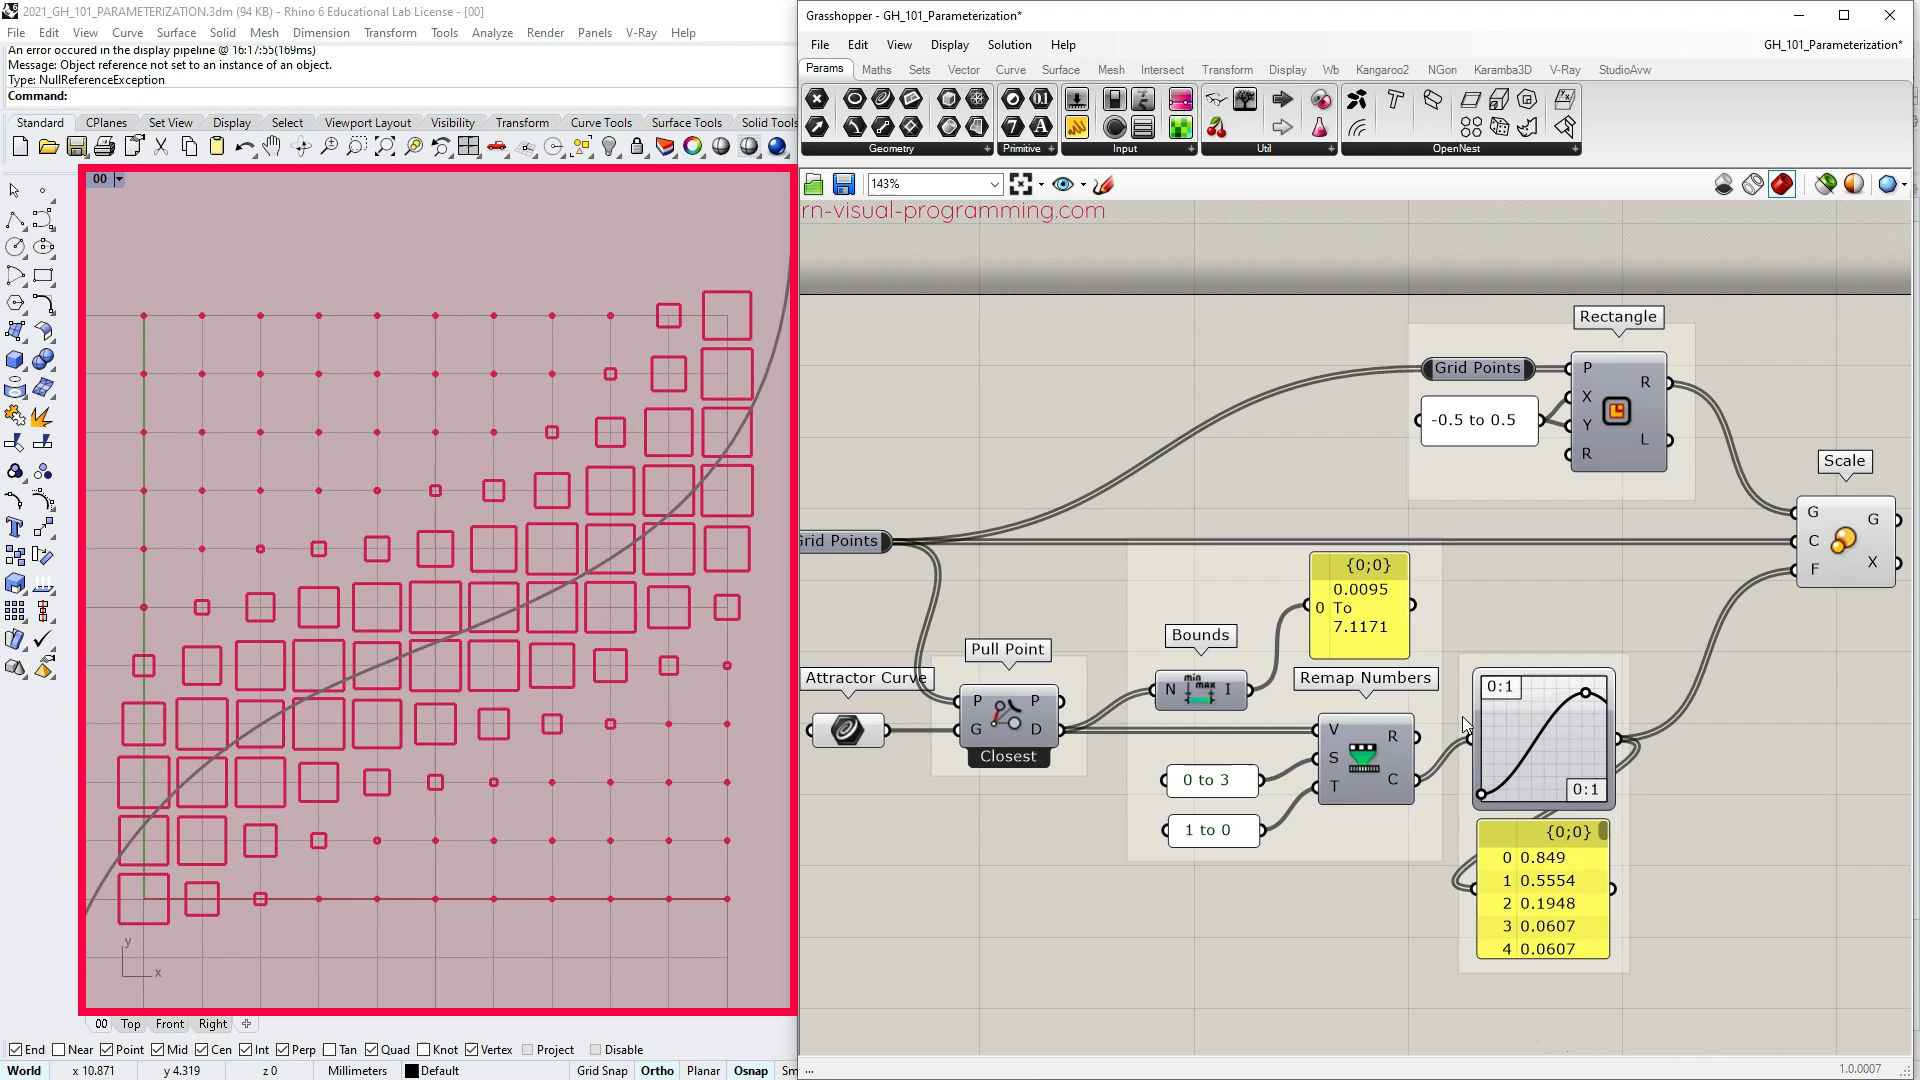 2021_GH_101_PARAMETERIZATION.3dm (94 KB) - Rhino 6 Educational Lab License - [00]
File Edit View Curve Surface Solid Mesh Dimension Transform Tools Analyze Render Panels V-Ray Help
An error occured in the display pipeline @ 16:17:55(169ms)
Message: Object reference not set to an instance of an object.
Type: NullReferenceException
Command:
Standard CPlanes Set View Display Select Viewport Layout Visibility Transform Curve Tools Surface Tools Solid Tools
00
y
x
00 Top Front Right
End Near Point Mid Cen Int Perp Tan Quad Knot Vertex Project Disable
World x 10.871 y 4.319 z 0 Millimeters Default Grid Snap Ortho Planar Osnap Sm
Grasshopper - GH_101_Parameterization*
File Edit View Display Solution Help GH_101_Parameterization*
Params Maths Sets Vector Curve Surface Mesh Intersect Transform Display Wb Kangaroo2 NGon Karamba3D V-Ray StudioAvw
Geometry Primitive Input Util OpenNest
143%
rn-visual-programming.com
Rectangle
Grid Points
P
X
Y
R
R
L
-0.5 to 0.5
Scale
G
C
F
G
X
Grid Points
{0;0}
0 0.0095
To
7.1171
Bounds
N min max I
Pull Point
P
G
P
D
Closest
Attractor Curve
Remap Numbers
V
S
T
R
C
0 to 3
1 to 0
0:1
0:1
{0;0}
0 0.849
1 0.5554
2 0.1948
3 0.0607
4 0.0607
...
1.0.0007